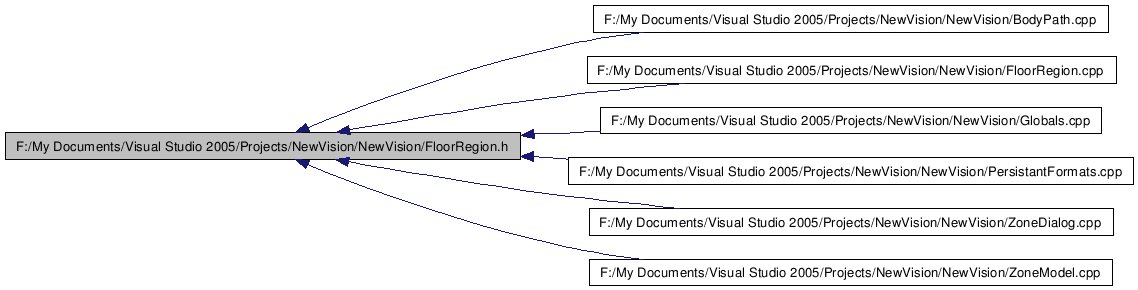 F:/My Documents/Visual Studio 2005/Projects/NewVision/NewVision/BodyPath.cpp
F:/My Documents/Visual Studio 2005/Projects/NewVision/NewVision/FloorRegion.cpp
F:/My Documents/Visual Studio 2005/Projects/NewVision/NewVision/Globals.cpp
F:/My Documents/Visual Studio 2005/Projects/NewVision/NewVision/FloorRegion.h
F:/My Documents/Visual Studio 2005/Projects/NewVision/NewVision/PersistantFormats.cpp
F:/My Documents/Visual Studio 2005/Projects/NewVision/NewVision/ZoneDialog.cpp
F:/My Documents/Visual Studio 2005/Projects/NewVision/NewVision/ZoneModel.cpp